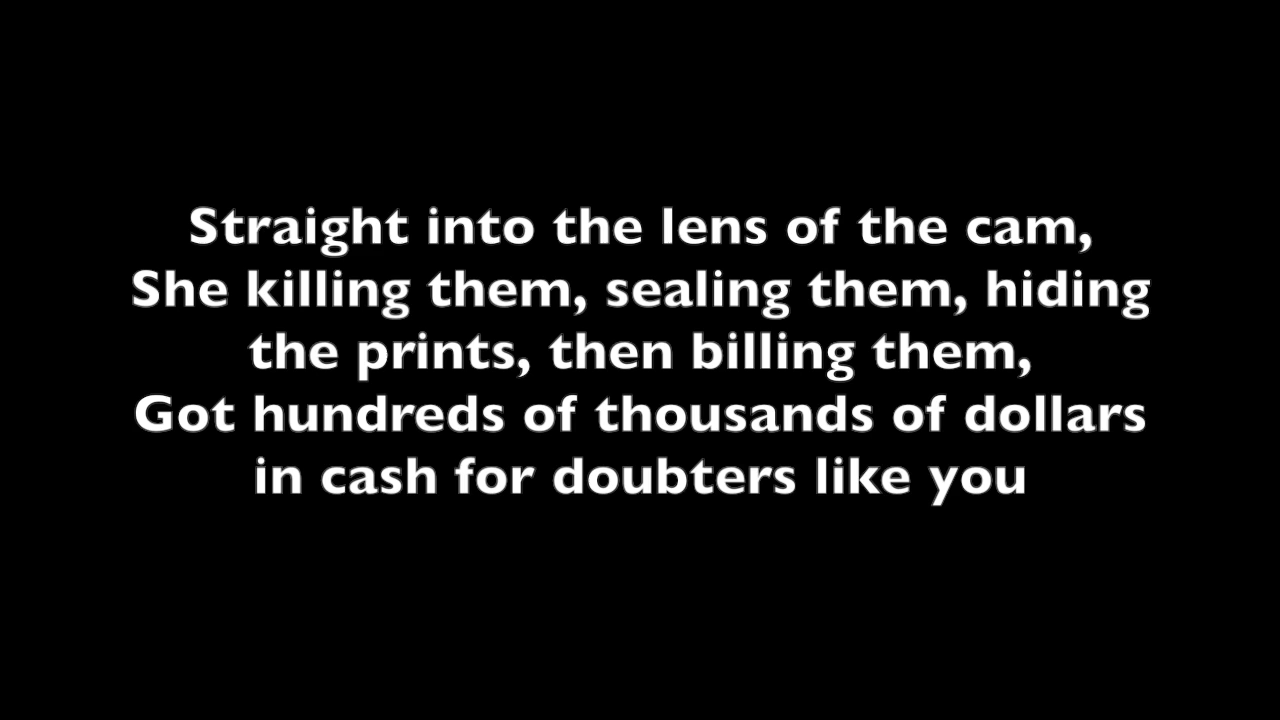 Straight into the lens of the cam,
She killing them, sealing them, hiding
the prints, then billing them,
Got hundreds of thousands of dollars
in cash for doubters like you